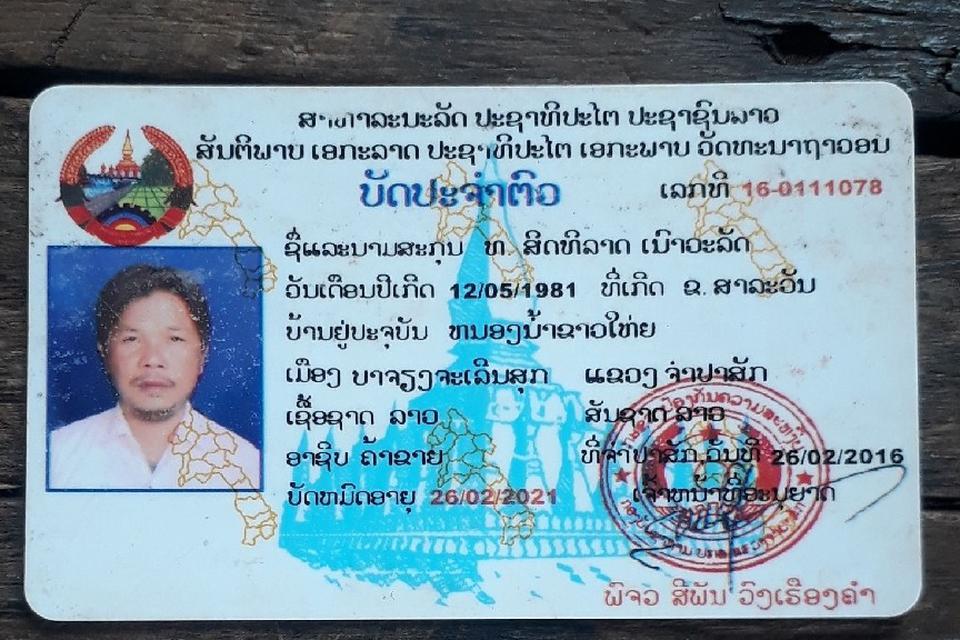 ສາທາລະນະລັດ ປະຊາທິປະໄຕ ປະຊາຊົນລາວ
ສັນຕິພາບ ເອກະລາດ ປະຊາທິປະໄຕ ເອກະພາບ ວັດທະນາຖາວອນ
ບັດປະຈຳຕົວ
ເລກທີ 16-0111078
ຊື່ແລະນາມສະກຸນ ທ. ສິດທິລາດ ເນົາອະລັດ
ວັນເດືອນປີເກີດ 12/05/1981 ທີ່ເກີດ ຂ. ສາລະວັນ
ບ້ານຢູ່ປະຈຸບັນ ຫນອງນ້ຳຂາວໃຫ່ຍ
ເມືອງ ບາຈຽງຈະເລີນສຸກ ແຂວງ ຈຳປາສັກ
ເຊື້ອຊາດ ລາວ ສັນຊາດ ລາວ
ອາຊິບ ຄ້າຂາຍ ທີ່ຈຳປາສັກ,ວັນທີ 26/02/2016
ບັດຫມົດອາຍຸ 26/02/2021 ເຈົ້າຫນ້າທີ່ອະນຸຍາດ
ພົຈວ ສີພັນ ວົງເຮືອງຄຳ